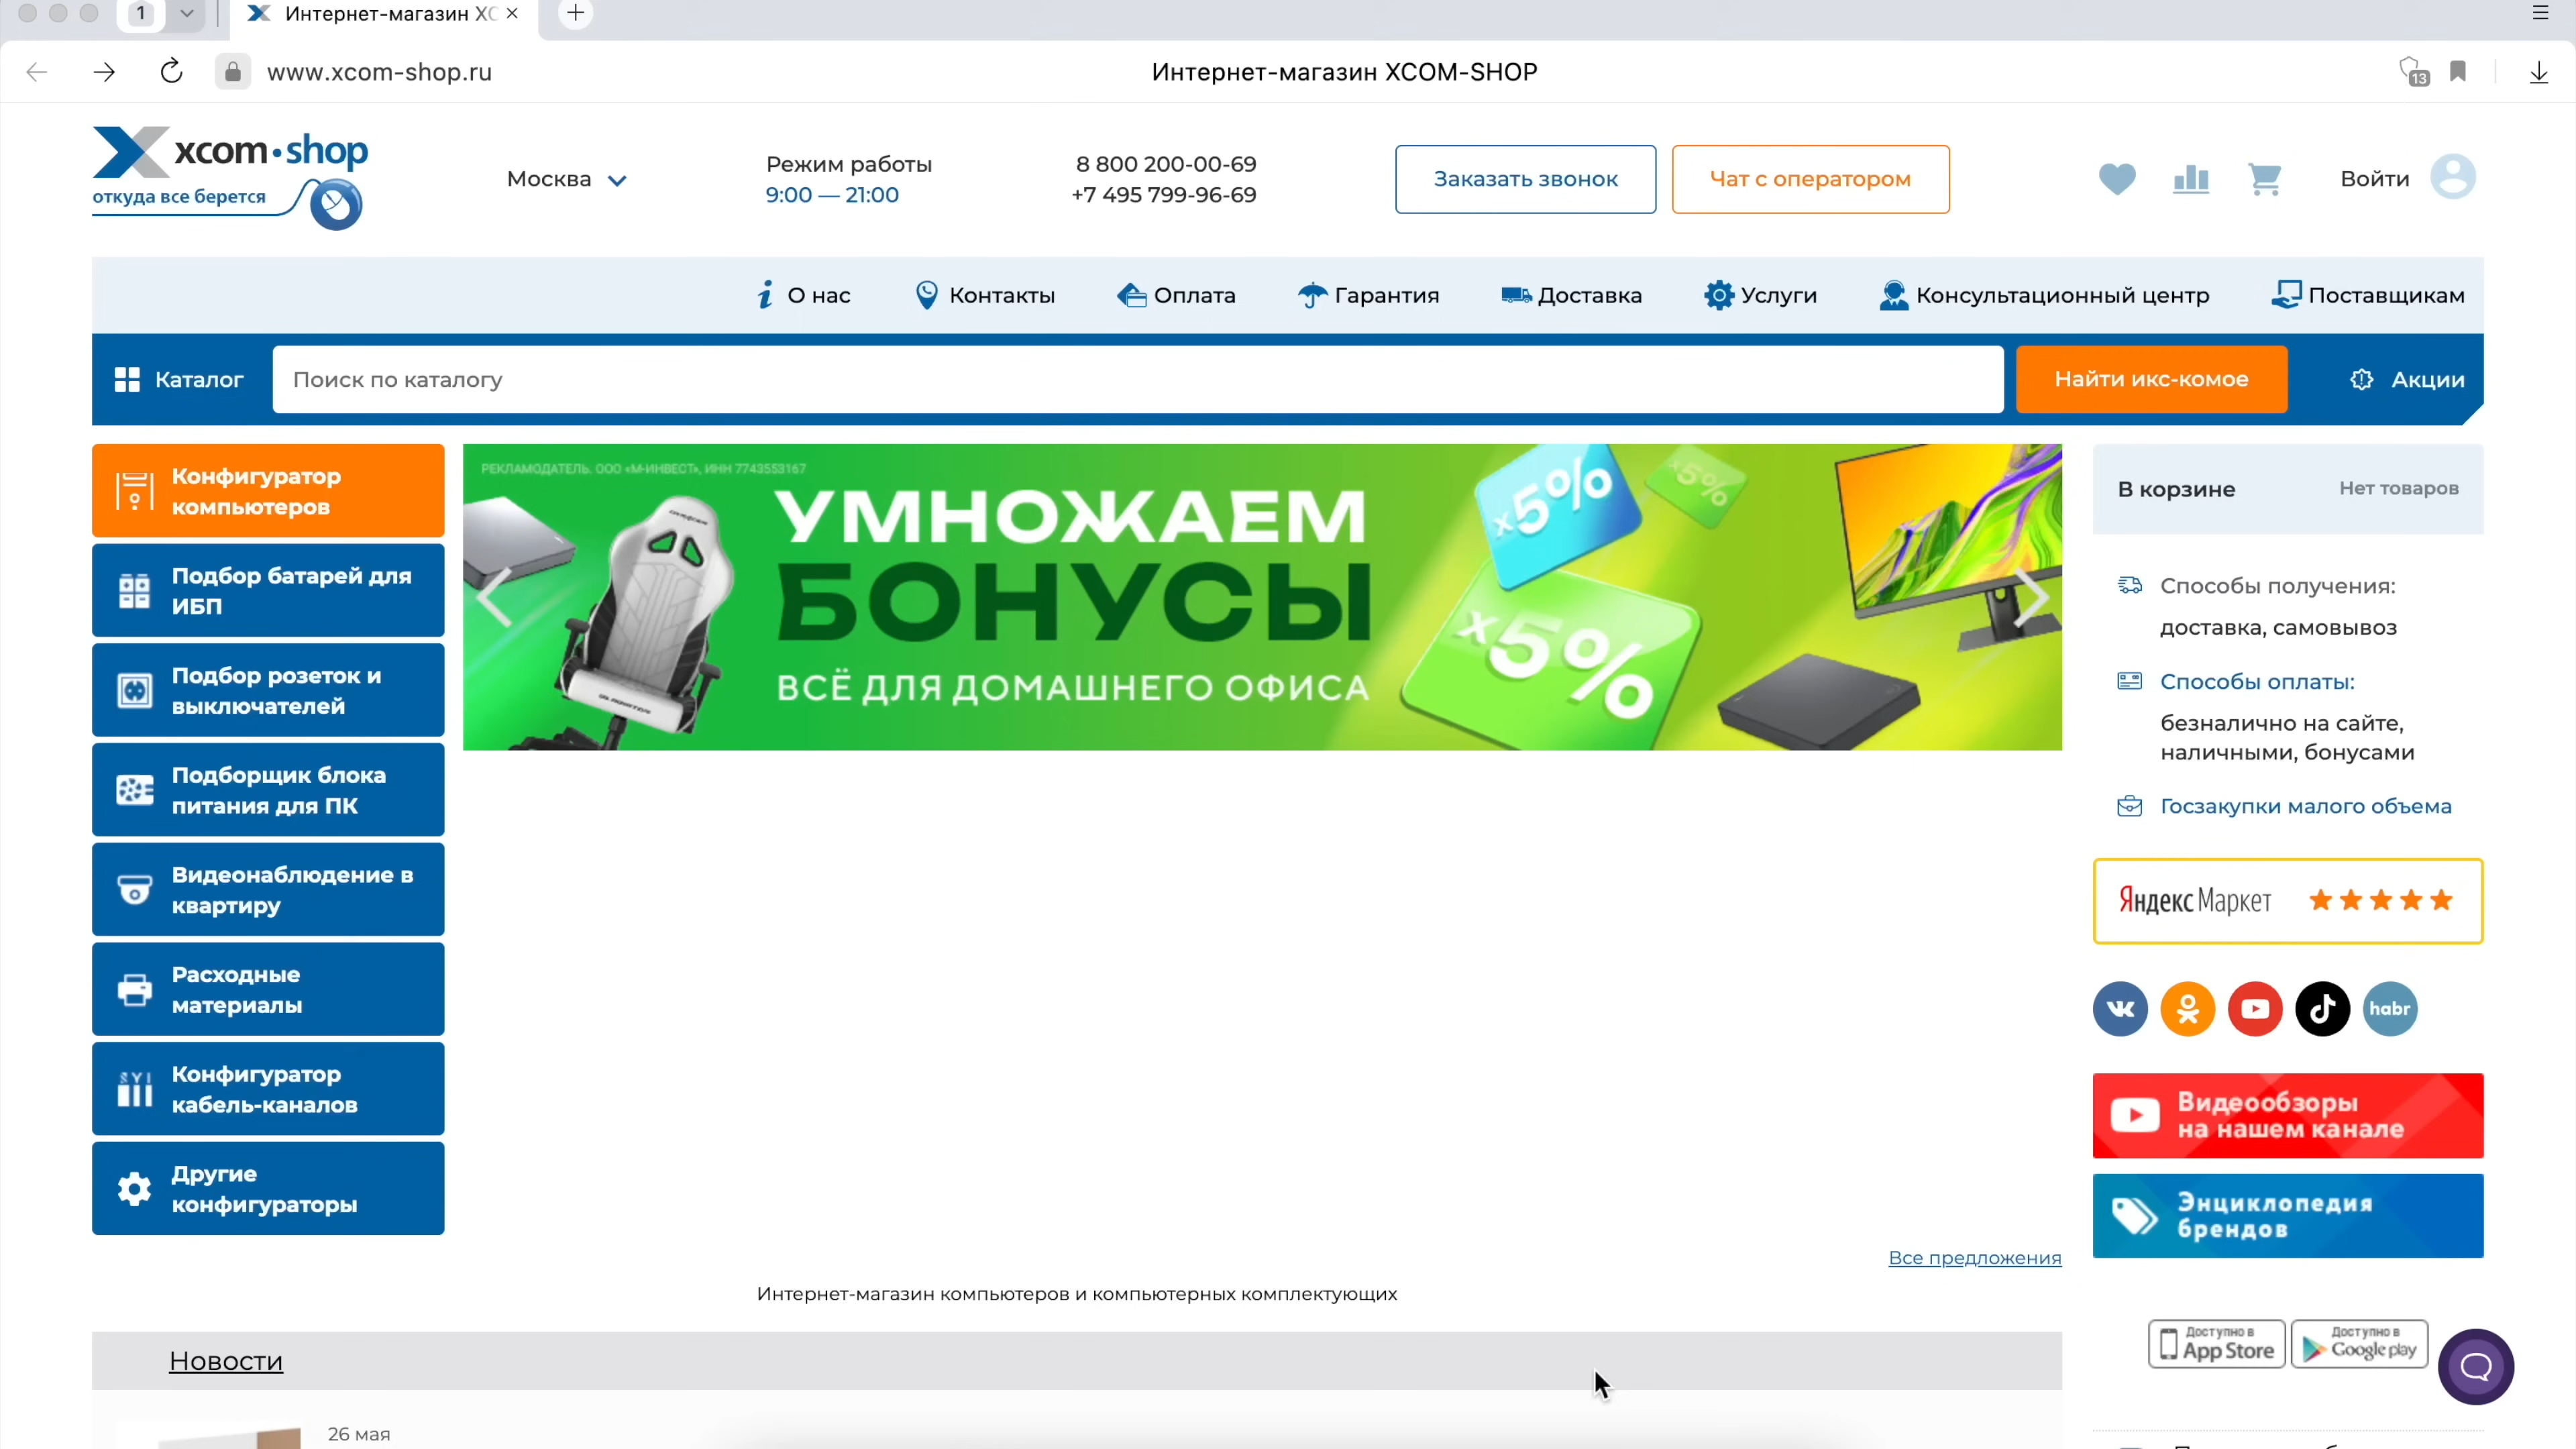 1
Интернет-магазин XC
www.xcom-shop.ru
Интернет-магазин XCOM-SHOP
13
xcom·shop
откуда все берется
Москва
Режим работы
9:00 — 21:00
8 800 200-00-69
+7 495 799-96-69
Заказать звонок
Чат с оператором
Войти
О нас
Контакты
Оплата
Гарантия
Доставка
Услуги
Консультационный центр
Поставщикам
Каталог
Поиск по каталогу
Найти икс-комое
Акции
Конфигуратор
компьютеров
Подбор батарей для
ИБП
Подбор розеток и
выключателей
Подборщик блока
питания для ПК
Видеонаблюдение в
квартиру
Расходные
материалы
Конфигуратор
кабель-каналов
Другие
конфигураторы
РЕКЛАМОДАТЕЛЬ. ООО «М-ИНВЕСТ», ИНН 7743553167
УМНОЖАЕМ
БОНУСЫ
ВСЁ ДЛЯ ДОМАШНЕГО ОФИСА
x5%
x5%
x5%
Все предложения
Интернет-магазин компьютеров и компьютерных комплектующих
Новости
26 мая
В корзине
Нет товаров
Способы получения:
доставка, самовывоз
Способы оплаты:
безналично на сайте,
наличными, бонусами
Госзакупки малого объема
Яндекс Маркет
habr
Видеообзоры
на нашем канале
Энциклопедия
брендов
Доступно в
App Store
Доступно в
Google play